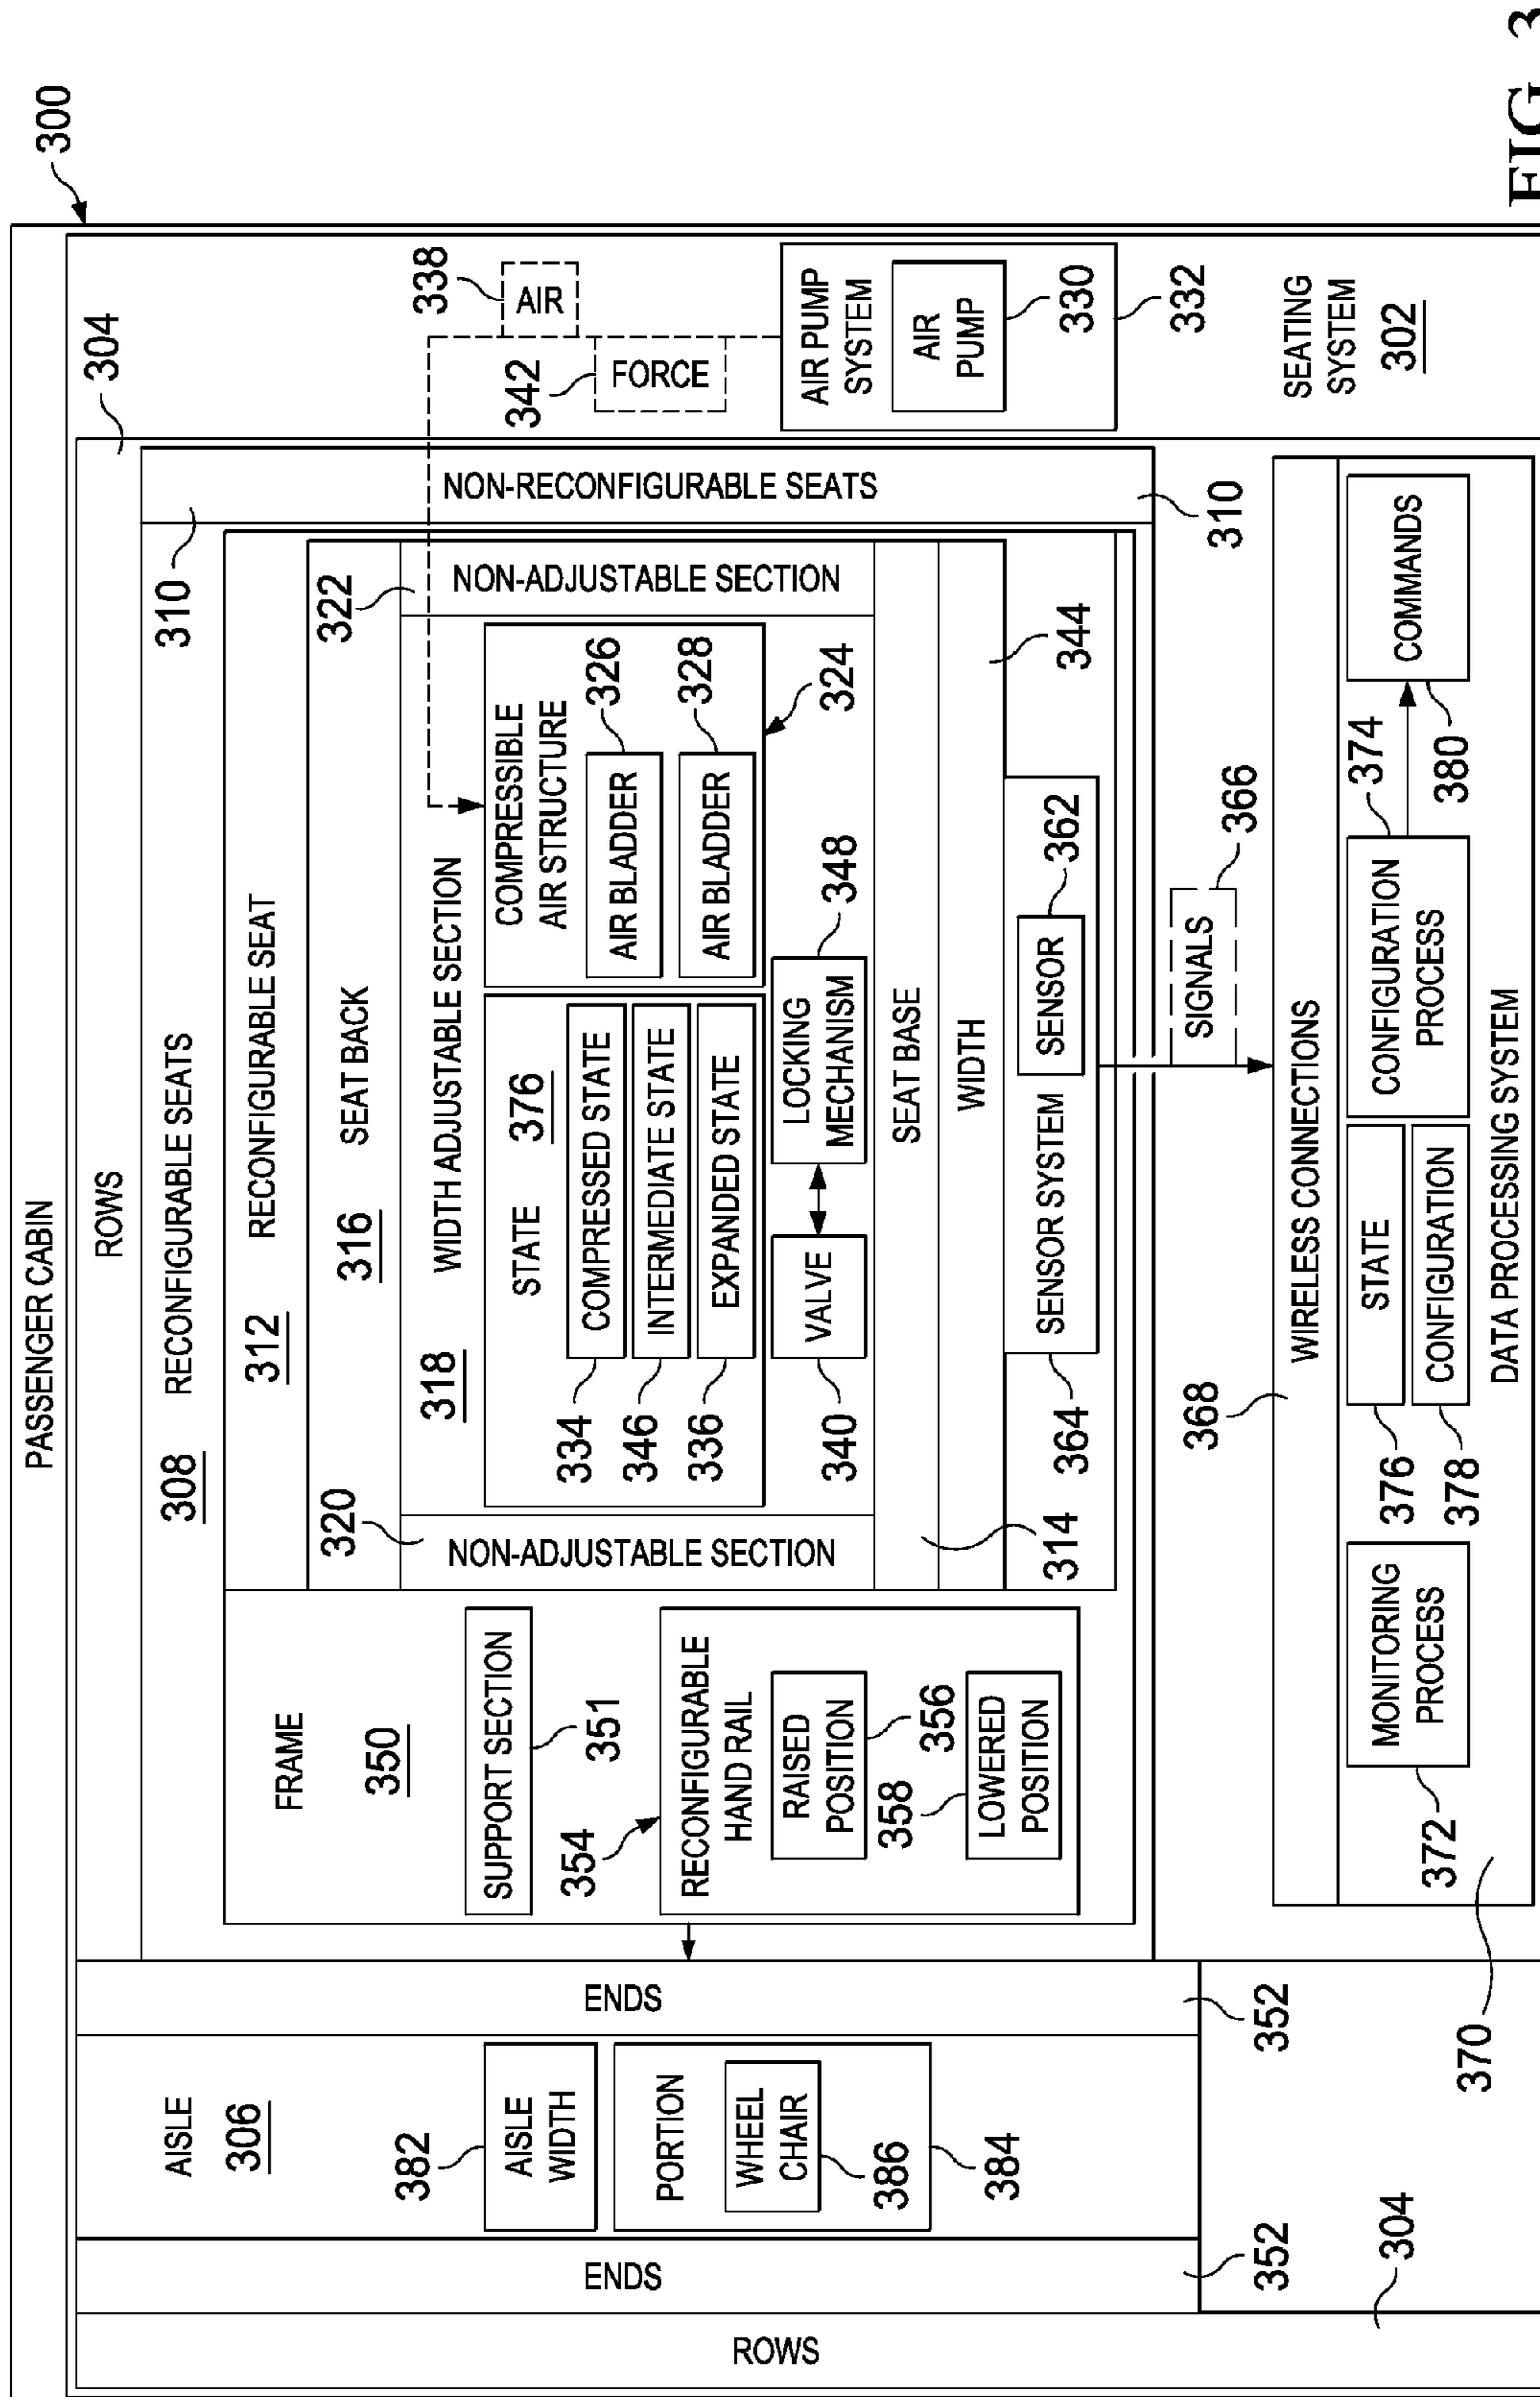 PASSENGER CABIN
300
ROWS
304
RECONFIGURABLE SEATS
308
310
RECONFIGURABLE SEAT
312
SEAT BACK
316
WIDTH ADJUSTABLE SECTION
318
320
NON-ADJUSTABLE SECTION
322
NON-ADJUSTABLE SECTION
STATE
376
COMPRESSED STATE
334
INTERMEDIATE STATE
346
EXPANDED STATE
336
COMPRESSIBLE
AIR STRUCTURE
AIR BLADDER
326
AIR BLADDER
328
324
VALVE
340
LOCKING
MECHANISM
348
SEAT BASE
314
WIDTH
344
SENSOR SYSTEM
364
SENSOR
362
NON-RECONFIGURABLE SEATS
310
FRAME
350
SUPPORT SECTION
351
354
RECONFIGURABLE
HAND RAIL
RAISED
POSITION
356
358
LOWERED
POSITION
AISLE
306
382
AISLE
WIDTH
PORTION
WHEEL
CHAIR
386
384
ENDS
352
ENDS
352
ROWS
304
338
AIR
342
FORCE
AIR PUMP
SYSTEM
AIR
PUMP
330
332
SEATING
SYSTEM
302
SIGNALS
366
368
WIRELESS CONNECTIONS
MONITORING
PROCESS
372
STATE
376
CONFIGURATION
378
CONFIGURATION
PROCESS
374
COMMANDS
380
DATA PROCESSING SYSTEM
370
FIG. 3